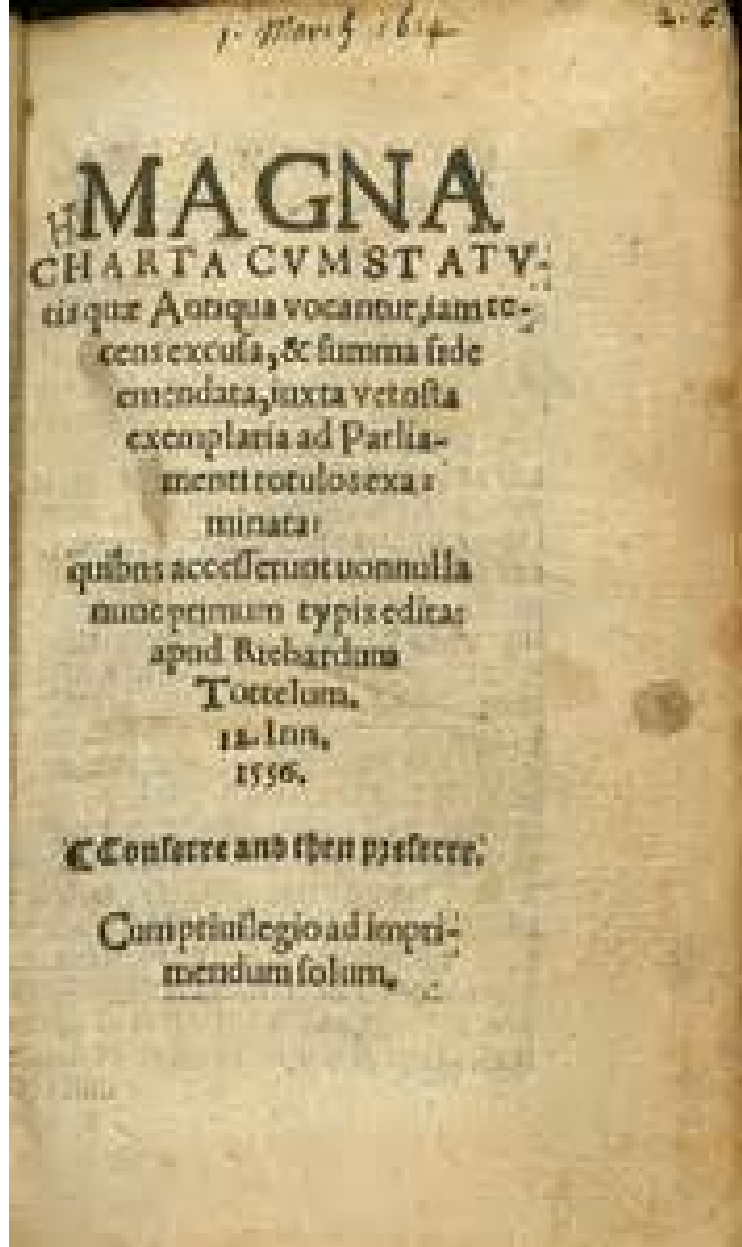 MAGNA
CHARTA CVM STATV-
tis quæ Antiqua vocantur, iam re-
cens excuſa, & ſumma fide
emendata, iuxta vetuſta
exemplaria ad Parlia-
menti rotulos exa:
minata:
quibus acceſſerunt nonnulla
nunc primum typis edita:
apud Richardum
Tottelum.
12. Iun.
1556.
¶ Conferre and then preferre.
Cum priuilegio ad impri-
mendum ſolum.